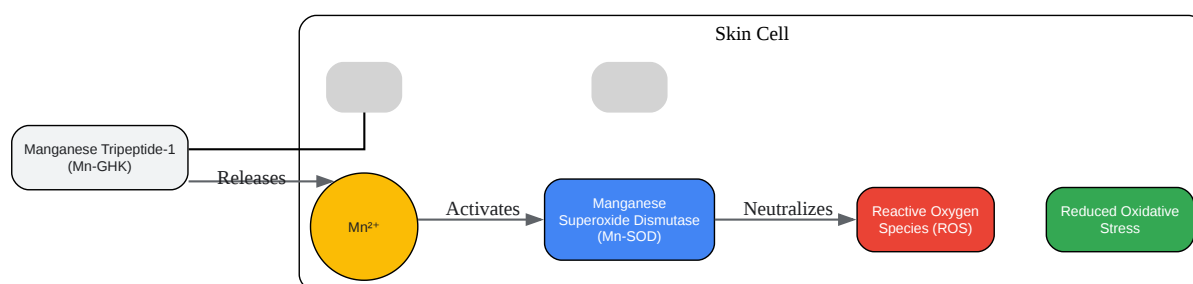 Skin Cell
Manganese Tripeptide-1
(Mn-GHK)
Releases
Mn²⁺
Activates
Manganese
Superoxide Dismutase
(Mn-SOD)
Neutralizes
Reactive Oxygen
Species (ROS)
Reduced Oxidative
Stress